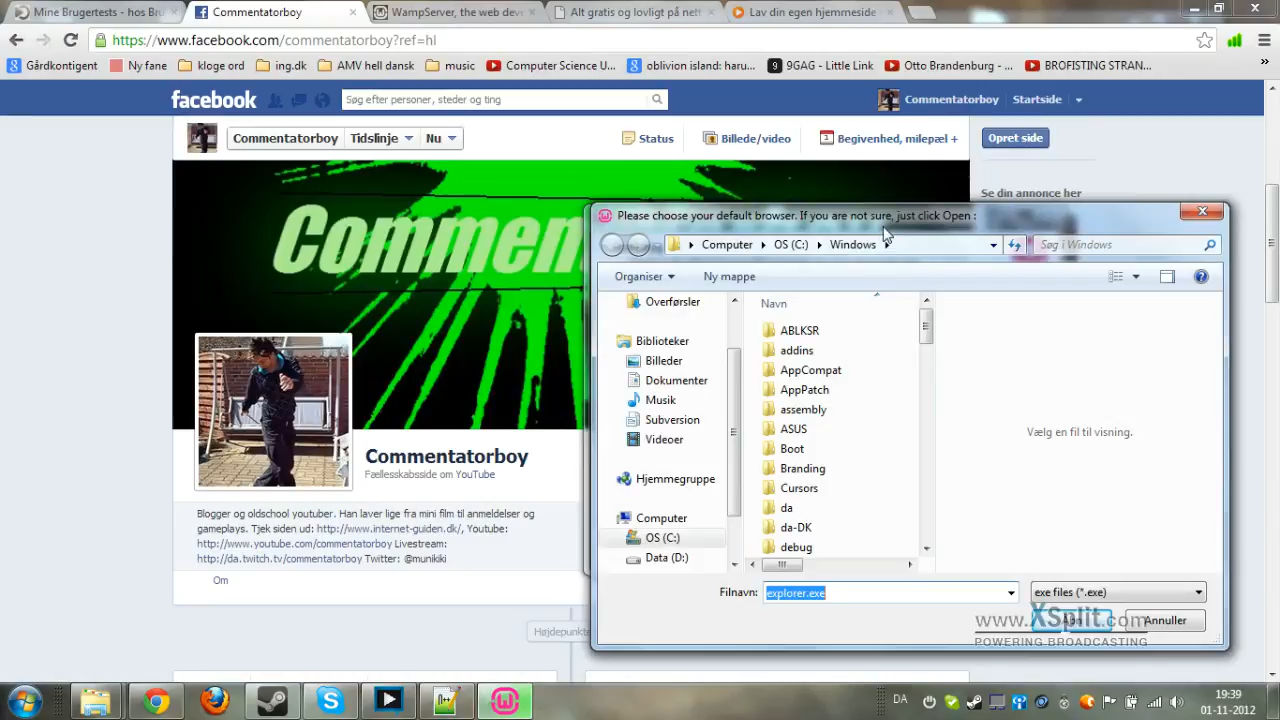 Mine Brugertests - hos Bru
Commentatorboy
WampServer, the web dev
Alt gratis og lovligt på nett
Lav din egen hjemmeside
https://www.facebook.com/commentatorboy?ref=hl
Gårdkontigent
Ny fane
kloge ord
ing.dk
AMV hell dansk
music
Computer Science U...
oblivion island: haru...
9GAG - Little Link
Otto Brandenburg - ...
BROFISTING STRAN...
facebook
Søg efter personer, steder og ting
Commentatorboy
Startside
Commentatorboy
Tidslinje
Nu
Status
Billede/video
Begivenhed, milepæl +
Opret side
Se din annonce her
Commen
Please choose your default browser. If you are not sure, just click Open :
Computer
OS (C:)
Windows
Søg i Windows
Organiser
Ny mappe
Overførsler
Biblioteker
Billeder
Dokumenter
Musik
Subversion
Videoer
Hjemmegruppe
Computer
OS (C:)
Data (D:)
Navn
ABLKSR
addins
AppCompat
AppPatch
assembly
ASUS
Boot
Branding
Cursors
da
da-DK
debug
Vælg en fil til visning.
Filnavn:
explorer.exe
exe files (*.exe)
Annuller
www.XSplit.com
POWERING BROADCASTING
Commentatorboy
Fællesskabsside om YouTube
Blogger og oldschool youtuber. Han laver lige fra mini film til anmeldelser og
gameplays. Tjek siden ud: http://www.internet-guiden.dk/, Youtube:
http://www.youtube.com/commentatorboy Livestream:
http://da.twitch.tv/commentatorboy Twitter: @munikiki
Om
Højdepunkte
DA
19:39
01-11-2012